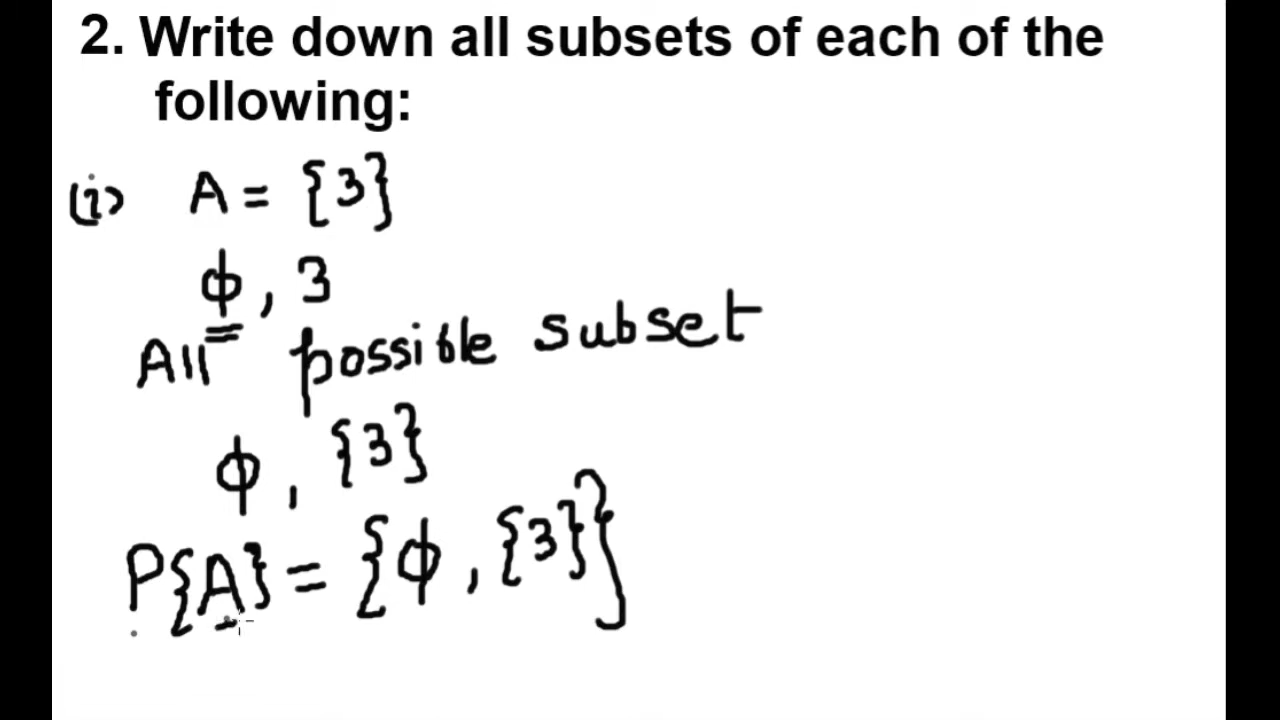 2. Write down all subsets of each of the
following:
(i) A = {3}
ϕ, 3
All possible subset
ϕ, {3}
P{A} = {ϕ, {3}}